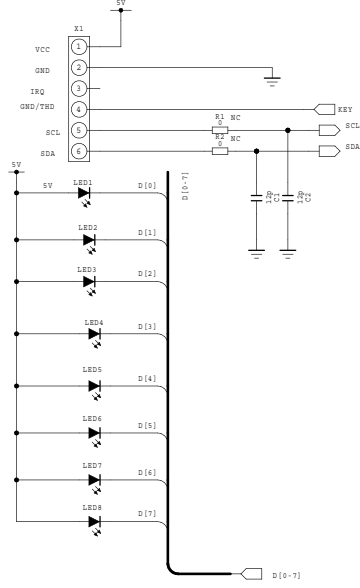 5V
X1
VCC 1
GND 2
IRQ 3
GND/THD 4 KEY
R1 NC
SCL 5 0 SCL
R2 NC
SDA 6 0 SDA
5V
5V LED1 D[0]
D[0-7]
12p C1
12p C2
LED2 D[1]
LED3 D[2]
LED4 D[3]
LED5 D[4]
LED6 D[5]
LED7 D[6]
LED8 D[7]
D[0-7]